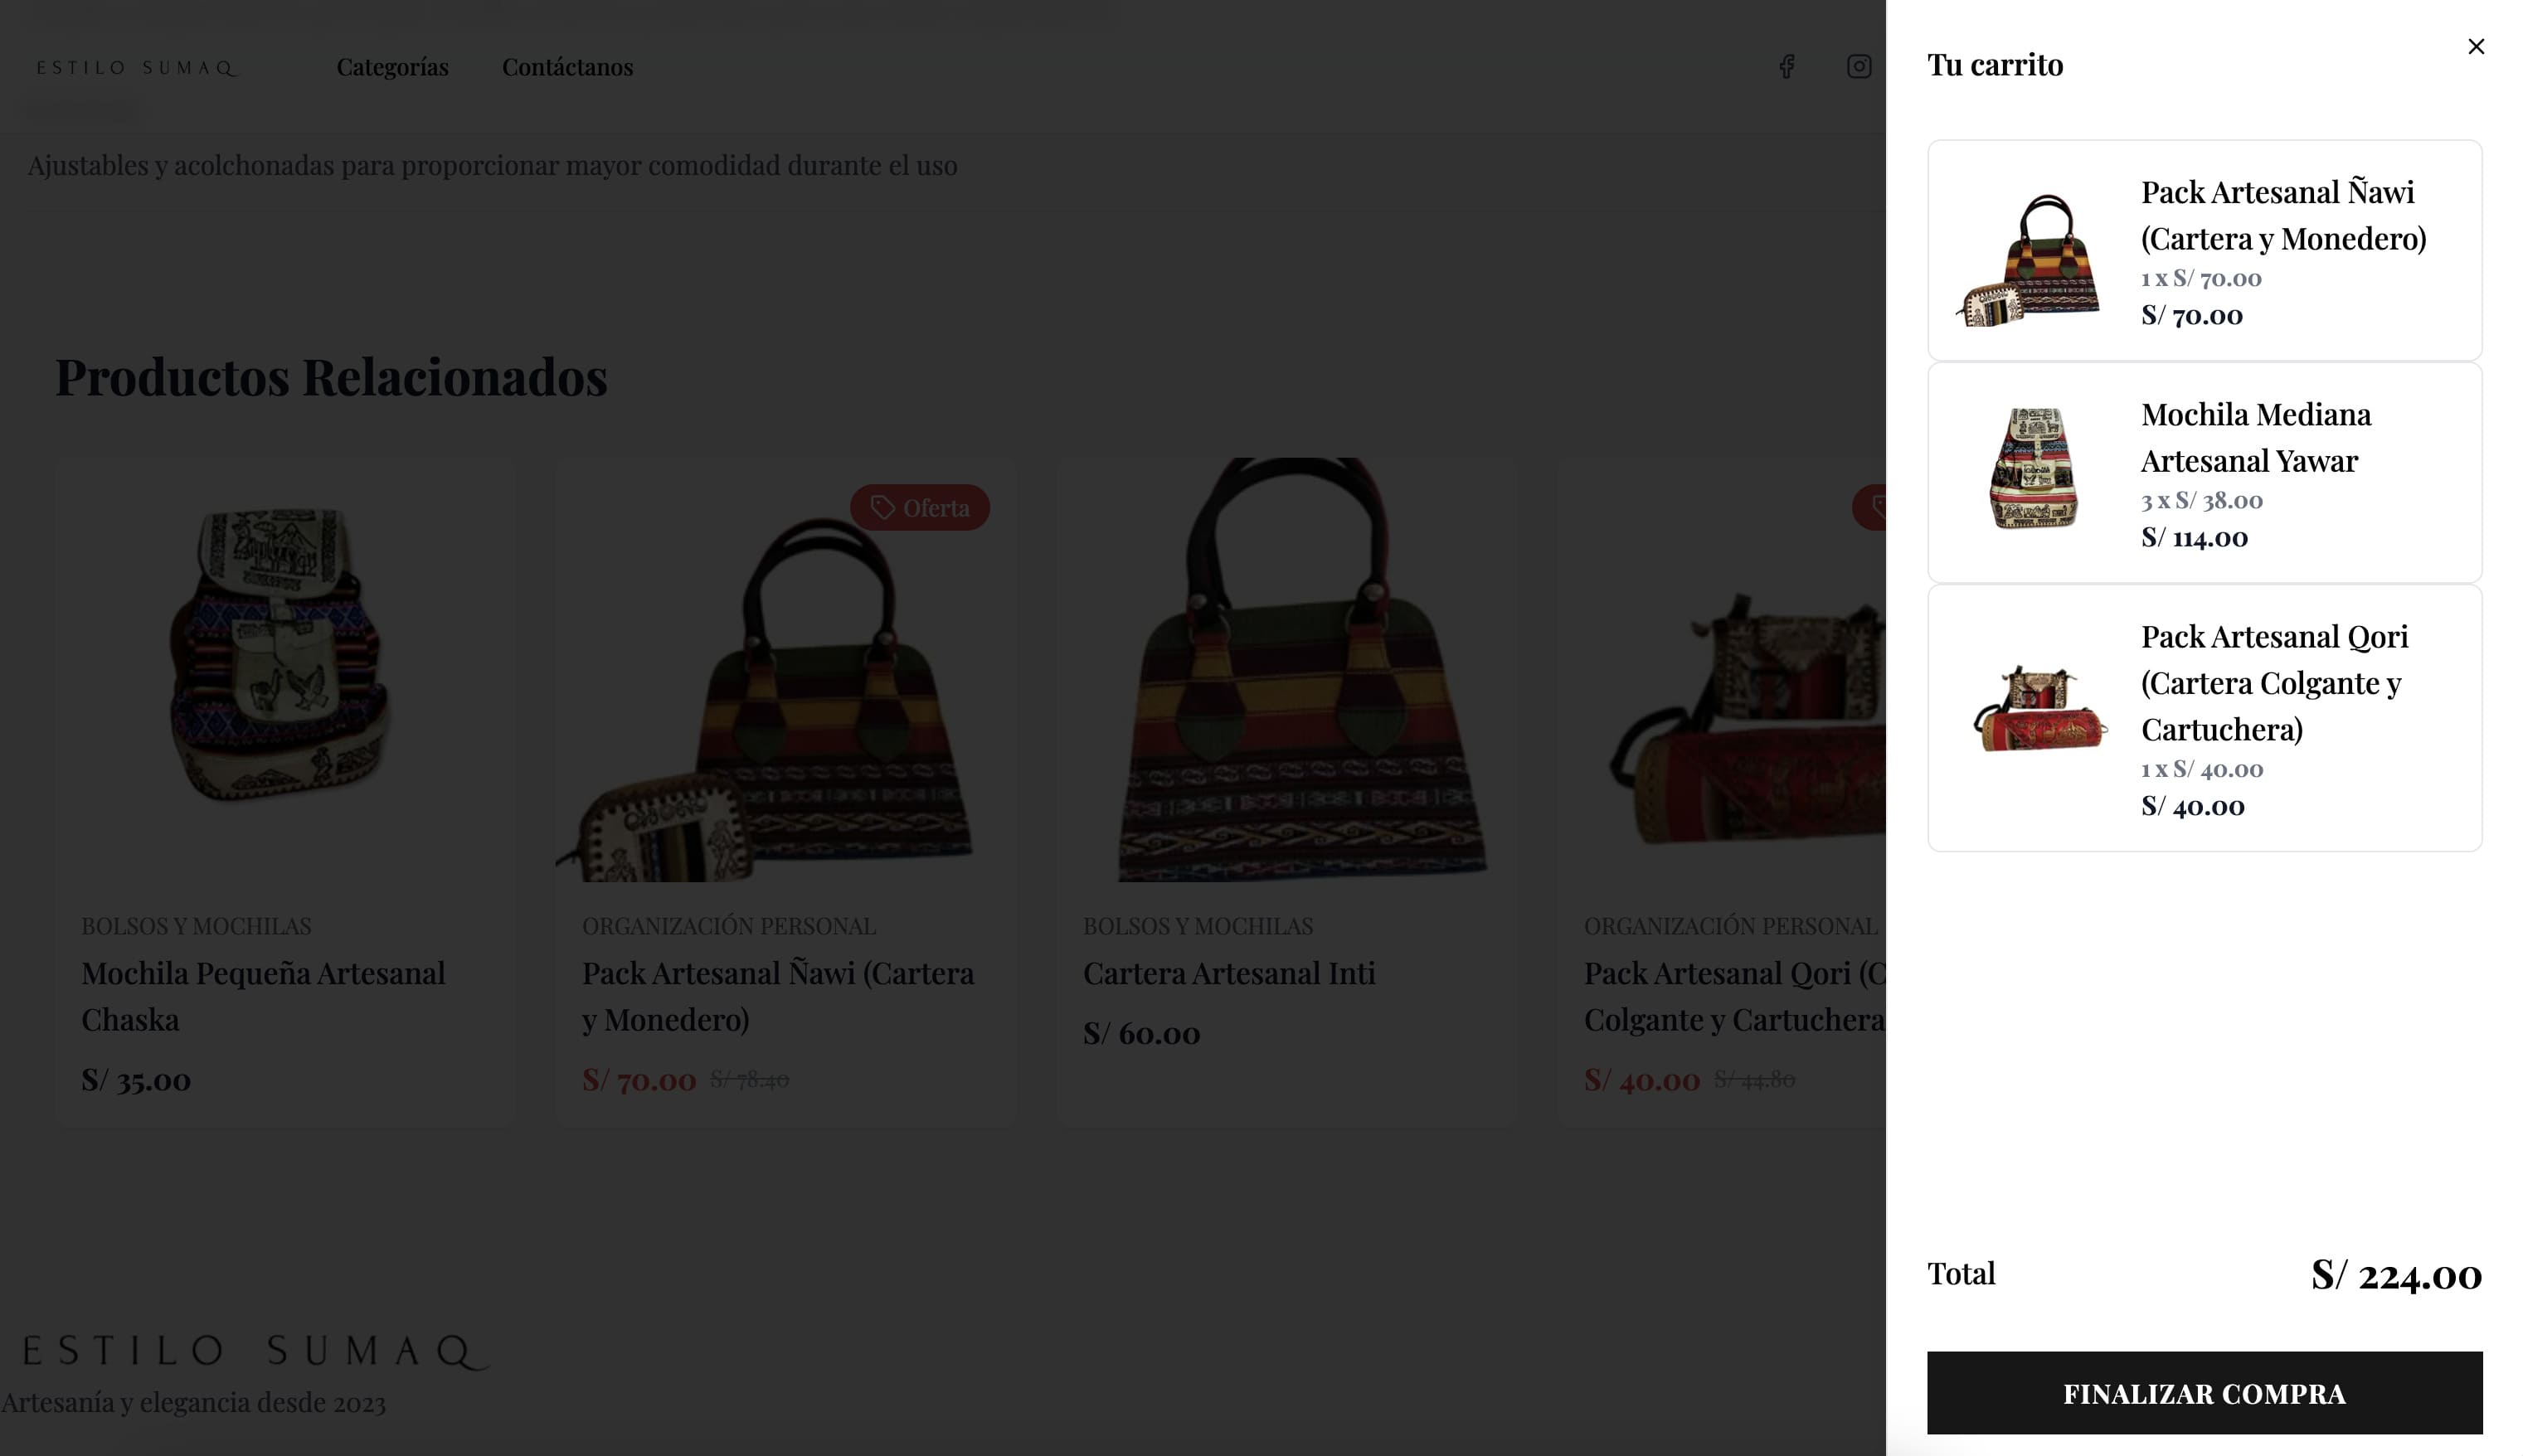 ESTILO SUMAQ
Categorías
Contáctanos
Ajustables y acolchonadas para proporcionar mayor comodidad durante el uso
Productos Relacionados
Oferta
BOLSOS Y MOCHILAS
Mochila Pequeña Artesanal
Chaska
S/ 35.00
ORGANIZACIÓN PERSONAL
Pack Artesanal Ñawi (Cartera
y Monedero)
S/ 70.00 S/ 78.40
BOLSOS Y MOCHILAS
Cartera Artesanal Inti
S/ 60.00
ORGANIZACIÓN PERSONAL
Pack Artesanal Qori (C
Colgante y Cartuchera
S/ 40.00 S/ 44.80
ESTILO SUMAQ
Artesanía y elegancia desde 2023
Tu carrito
Pack Artesanal Ñawi
(Cartera y Monedero)
1 x S/ 70.00
S/ 70.00
Mochila Mediana
Artesanal Yawar
3 x S/ 38.00
S/ 114.00
Pack Artesanal Qori
(Cartera Colgante y
Cartuchera)
1 x S/ 40.00
S/ 40.00
Total
S/ 224.00
FINALIZAR COMPRA